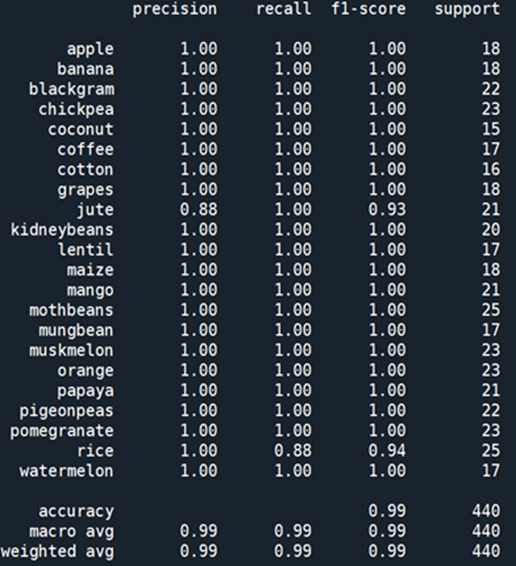 precision recall f1-score support
apple 1.00 1.00 1.00 18
banana 1.00 1.00 1.00 18
blackgram 1.00 1.00 1.00 22
chickpea 1.00 1.00 1.00 23
coconut 1.00 1.00 1.00 15
coffee 1.00 1.00 1.00 17
cotton 1.00 1.00 1.00 16
grapes 1.00 1.00 1.00 18
jute 0.88 1.00 0.93 21
kidneybeans 1.00 1.00 1.00 20
lentil 1.00 1.00 1.00 17
maize 1.00 1.00 1.00 18
mango 1.00 1.00 1.00 21
mothbeans 1.00 1.00 1.00 25
mungbean 1.00 1.00 1.00 17
muskmelon 1.00 1.00 1.00 23
orange 1.00 1.00 1.00 23
papaya 1.00 1.00 1.00 21
pigeonpeas 1.00 1.00 1.00 22
pomegranate 1.00 1.00 1.00 23
rice 1.00 0.88 0.94 25
watermelon 1.00 1.00 1.00 17
accuracy 0.99 440
macro avg 0.99 0.99 0.99 440
weighted avg 0.99 0.99 0.99 440